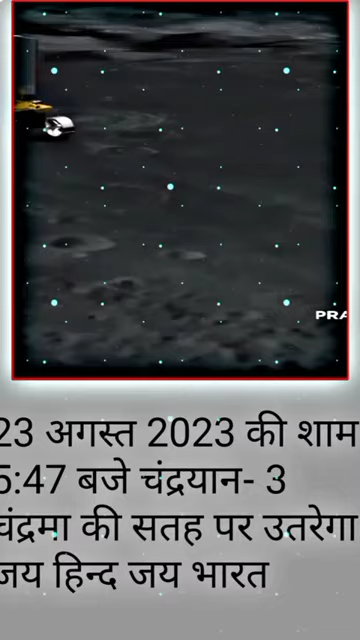 PRA
23 अगस्त 2023 की शाम
5:47 बजे चंद्रयान- 3
चंद्रमा की सतह पर उतरेगा
जय हिन्द जय भारत